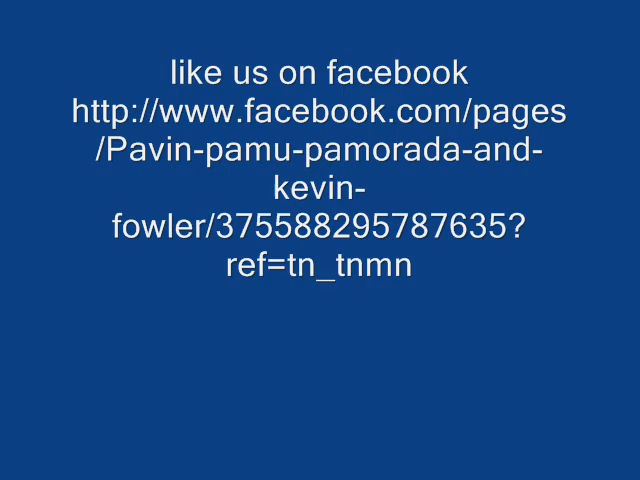 like us on facebook
http://www.facebook.com/pages
/Pavin-pamu-pamorada-and-
kevin-
fowler/375588295787635?
ref=tn_tnmn